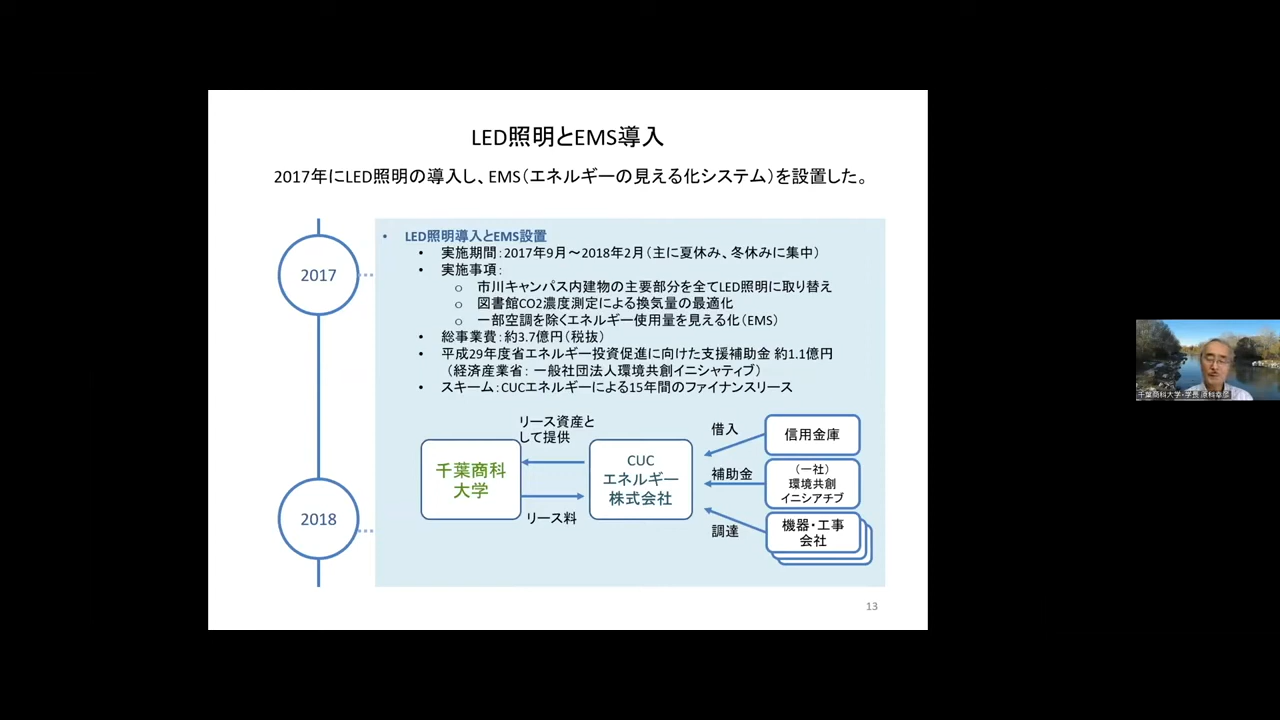 LED照明とEMS導入
2017年にLED照明の導入し、EMS(エネルギーの見える化システム)を設置した。
2017
2018
• LED照明導入とEMS設置
• 実施期間：2017年9月～2018年2月(主に夏休み、冬休みに集中)
• 実施事項：
o 市川キャンパス内建物の主要部分を全てLED照明に取り替え
o 図書館CO2濃度測定による換気量の最適化
o 一部空調を除くエネルギー使用量を見える化(EMS)
• 総事業費：約3.7億円(税抜)
• 平成29年度省エネルギー投資促進に向けた支援補助金 約1.1億円
(経済産業省： 一般社団法人環境共創イニシャティブ)
• スキーム：CUCエネルギーによる15年間のファイナンスリース
千葉商科
大学
リース資産と
して提供
リース料
CUC
エネルギー
株式会社
借入
補助金
調達
信用金庫
(一社)
環境共創
イニシアチブ
機器・工事
会社
13
千葉商科大学・学長 原科幸彦